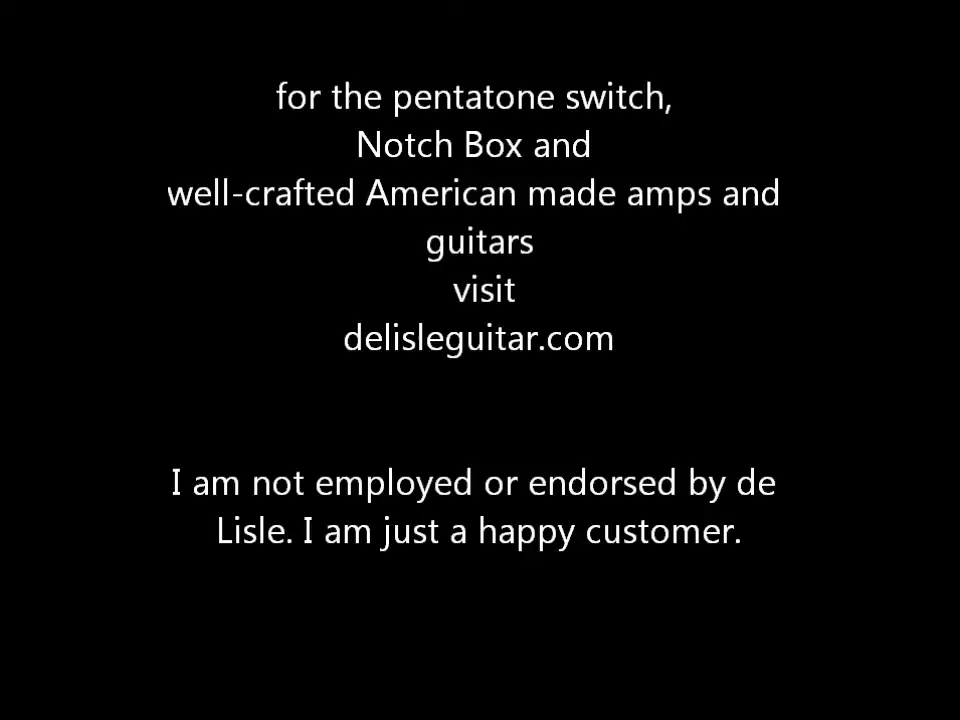 for the pentatone switch,
Notch Box and
well-crafted American made amps and
guitars
visit
delisleguitar.com
I am not employed or endorsed by de
Lisle. I am just a happy customer.